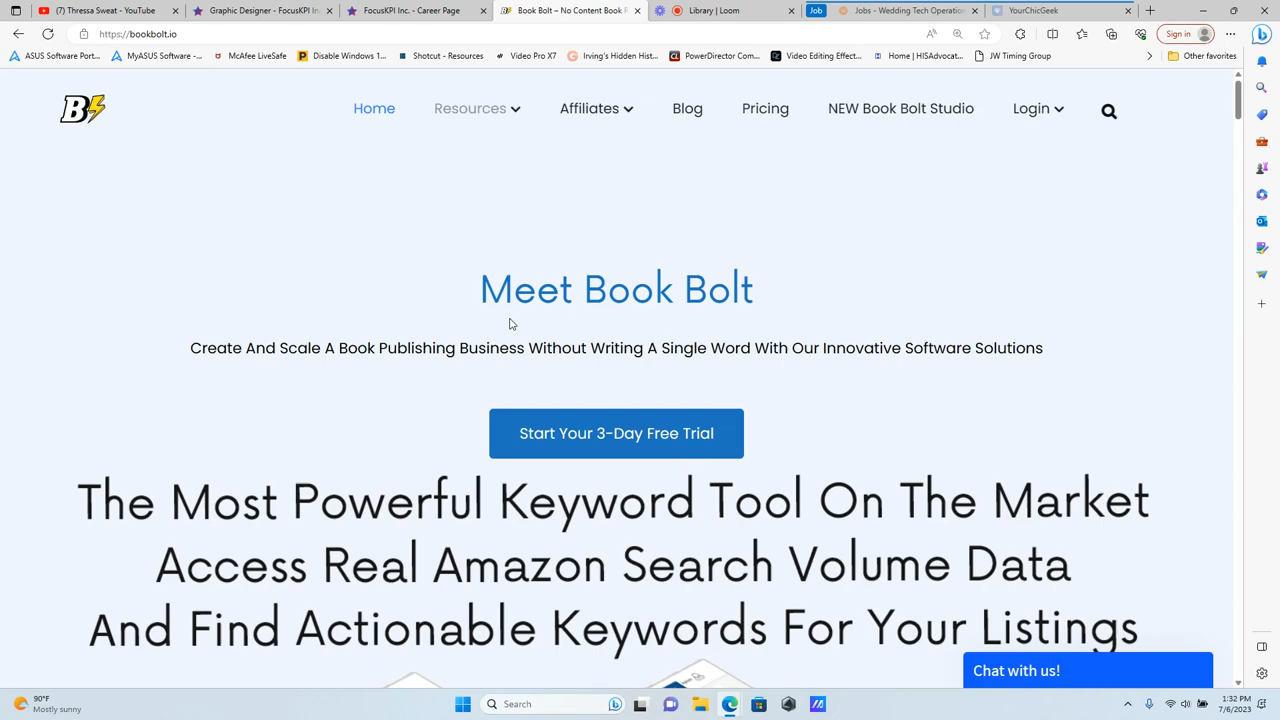 (7) Thressa Sweat - YouTube
Graphic Designer - FocusKPI Inc
FocusKPI Inc. - Career Page
Book Bolt – No Content Book R
Library | Loom
Job
Jobs - Wedding Tech Operation
YourChicGeek
https://bookbolt.io
Sign in
ASUS Software Port...
MyASUS Software -...
McAfee LiveSafe
Disable Windows 1...
Shotcut - Resources
Video Pro X7
Irving's Hidden Hist...
PowerDirector Com...
Video Editing Effect...
Home | HISAdvocat...
JW Timing Group
Other favorites
B
Home
Resources
Affiliates
Blog
Pricing
NEW Book Bolt Studio
Login
Meet Book Bolt
Create And Scale A Book Publishing Business Without Writing A Single Word With Our Innovative Software Solutions
Start Your 3-Day Free Trial
The Most Powerful Keyword Tool On The Market
Access Real Amazon Search Volume Data
And Find Actionable Keywords For Your Listings
Chat with us!
90°F
Mostly sunny
Search
1:32 PM
7/6/2023